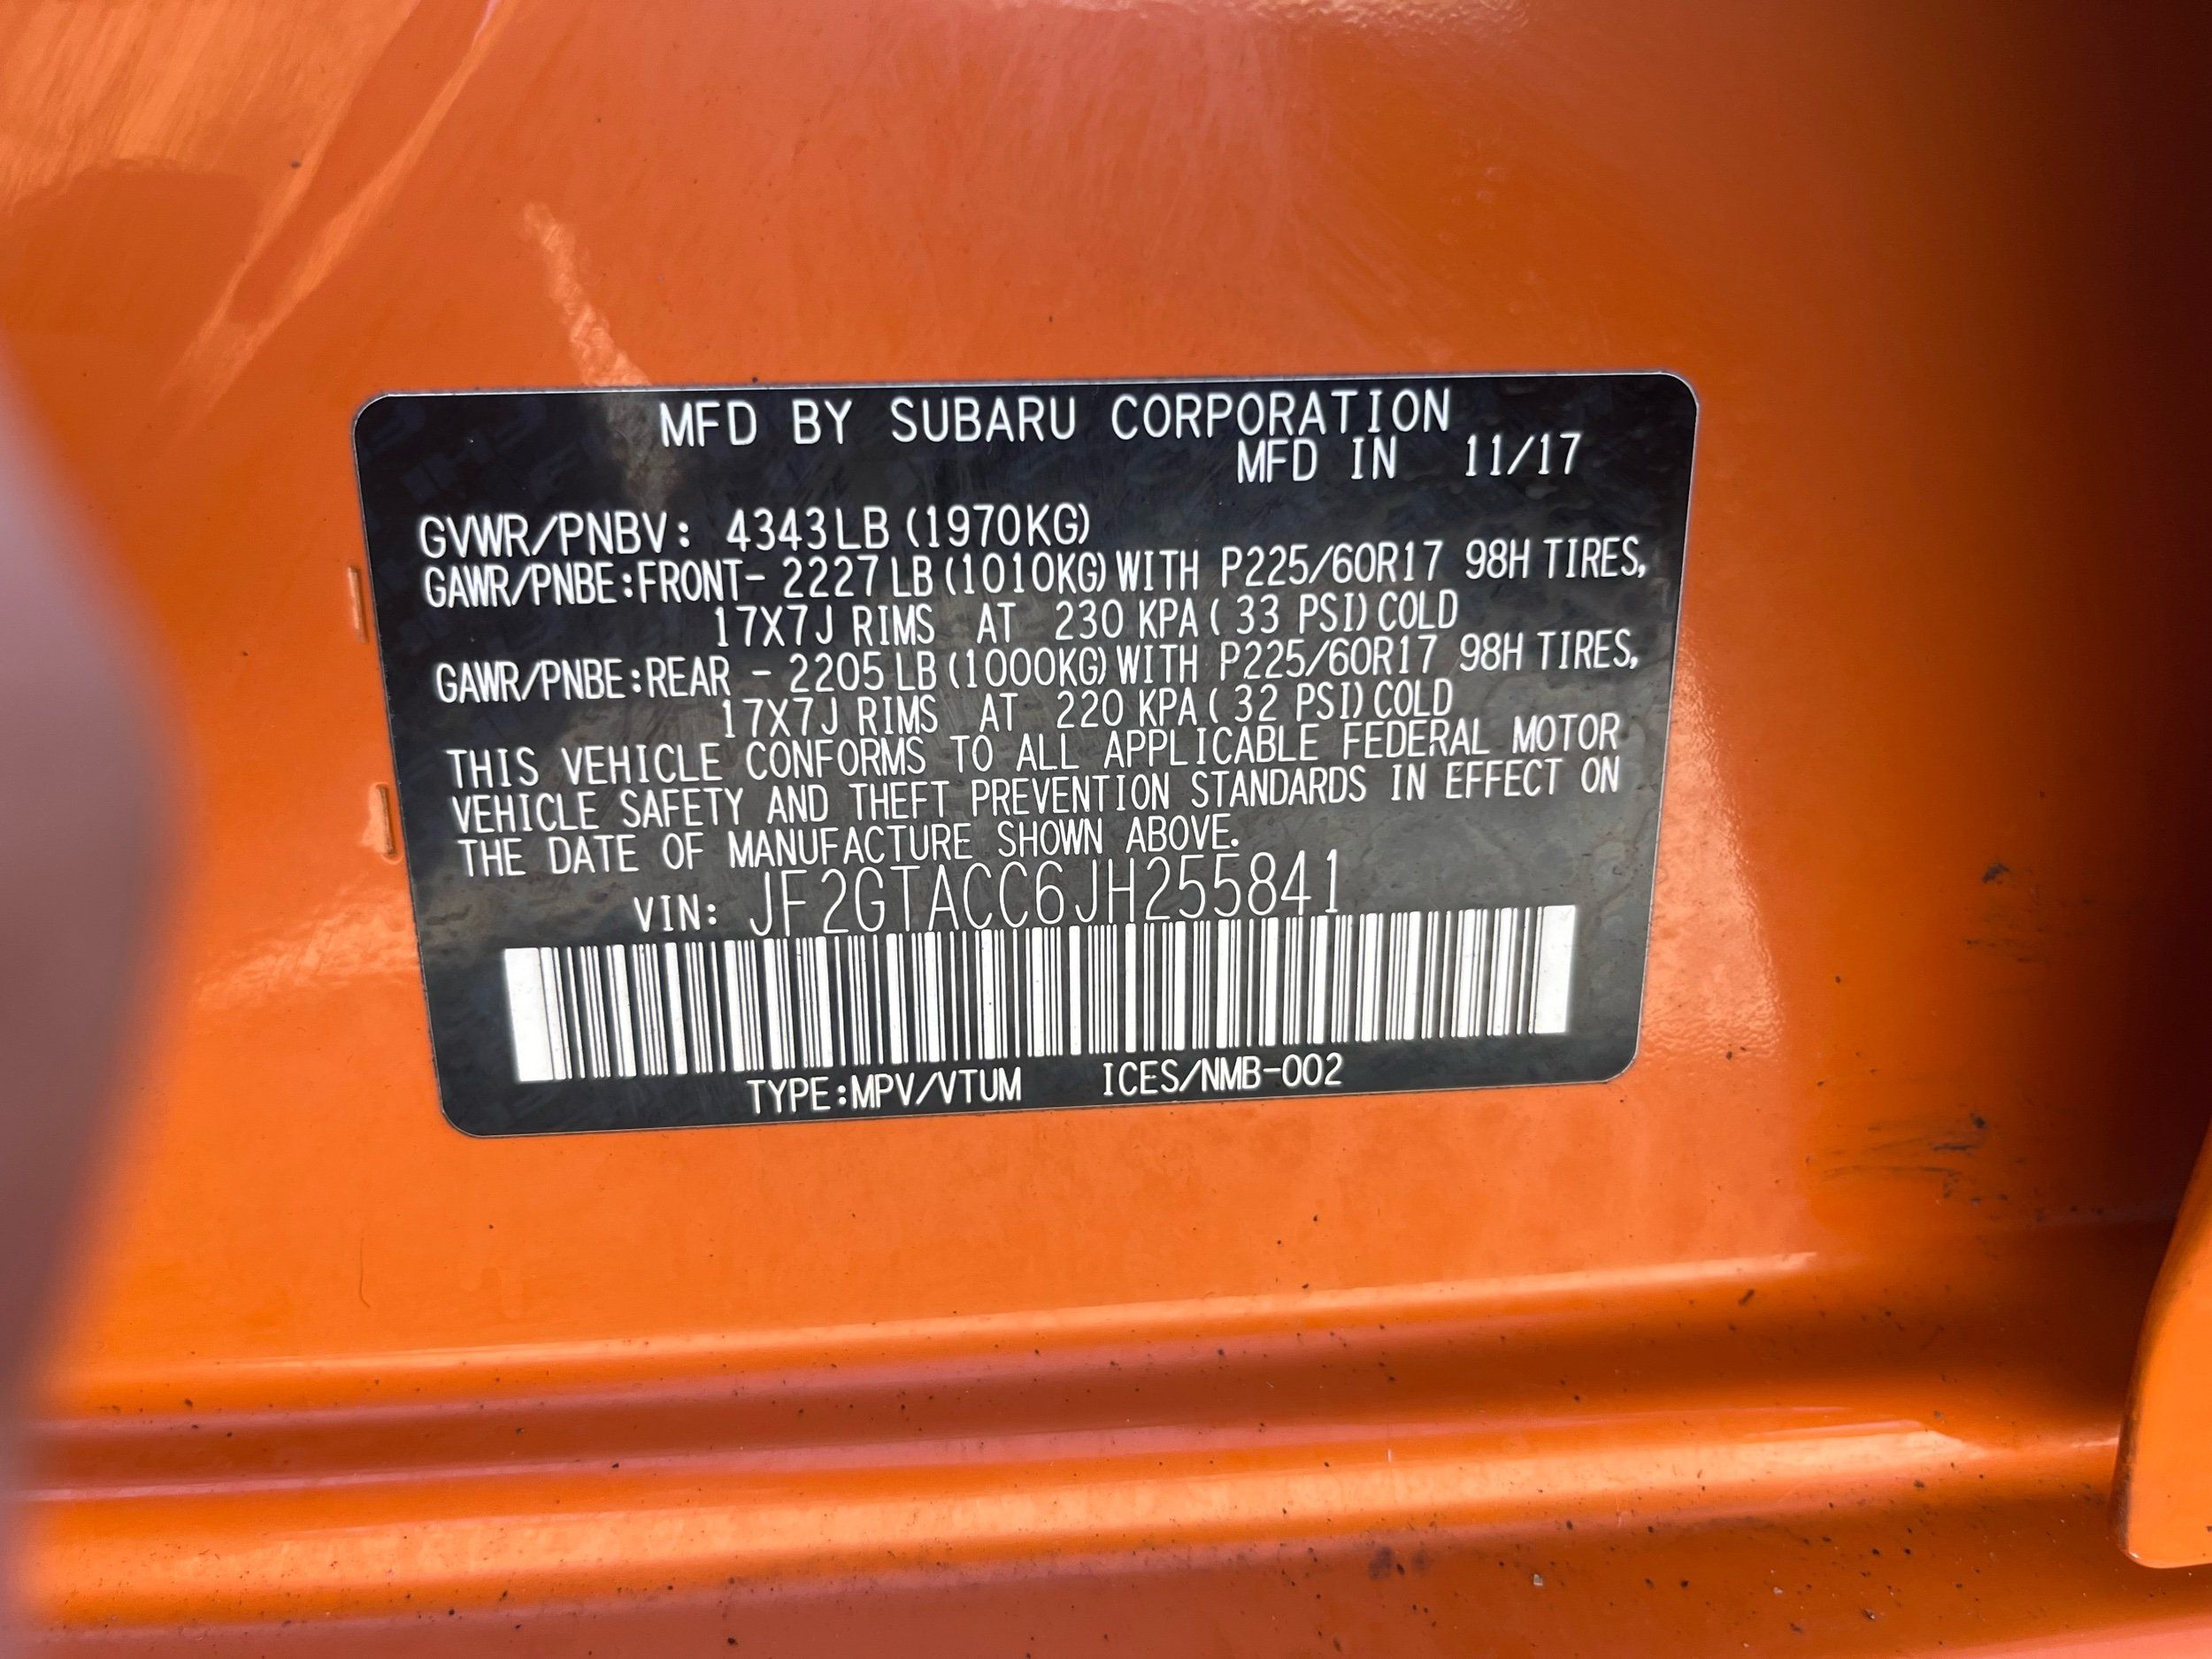 MFD BY SUBARU CORPORATION
MFD IN 11/17
GVWR/PNBV: 4343LB (1970KG)
GAWR/PNBE:FRONT- 2227LB (1010KG)WITH P225/60R17 98H TIRES,
17X7J RIMS AT 230 KPA( 33 PSI)COLD
GAWR/PNBE:REAR - 2205LB (1000KG)WITH P225/60R17 98H TIRES,
17X7J RIMS AT 220 KPA( 32 PSI)COLD
THIS VEHICLE CONFORMS TO ALL APPLICABLE FEDERAL MOTOR
VEHICLE SAFETY AND THEFT PREVENTION STANDARDS IN EFFECT ON
THE DATE OF MANUFACTURE SHOWN ABOVE.
VIN: JF2GTACC6JH255841
TYPE:MPV/VTUM ICES/NMB-002